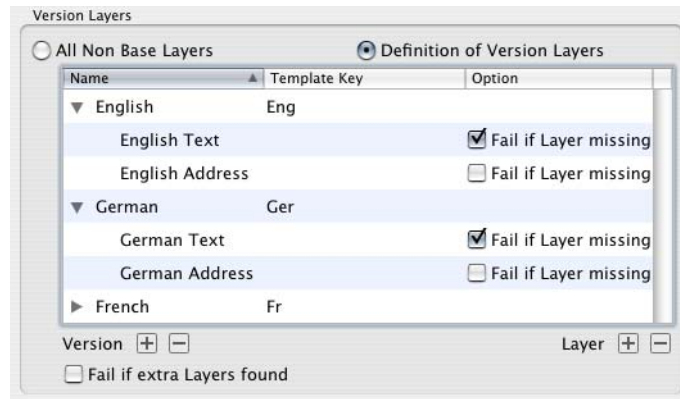 Version Layers
All Non Base Layers Definition of Version Layers
Name Template Key Option
English Eng
English Text Fail if Layer missing
English Address Fail if Layer missing
German Ger
German Text Fail if Layer missing
German Address Fail if Layer missing
French Fr
Version + − Layer + −
Fail if extra Layers found